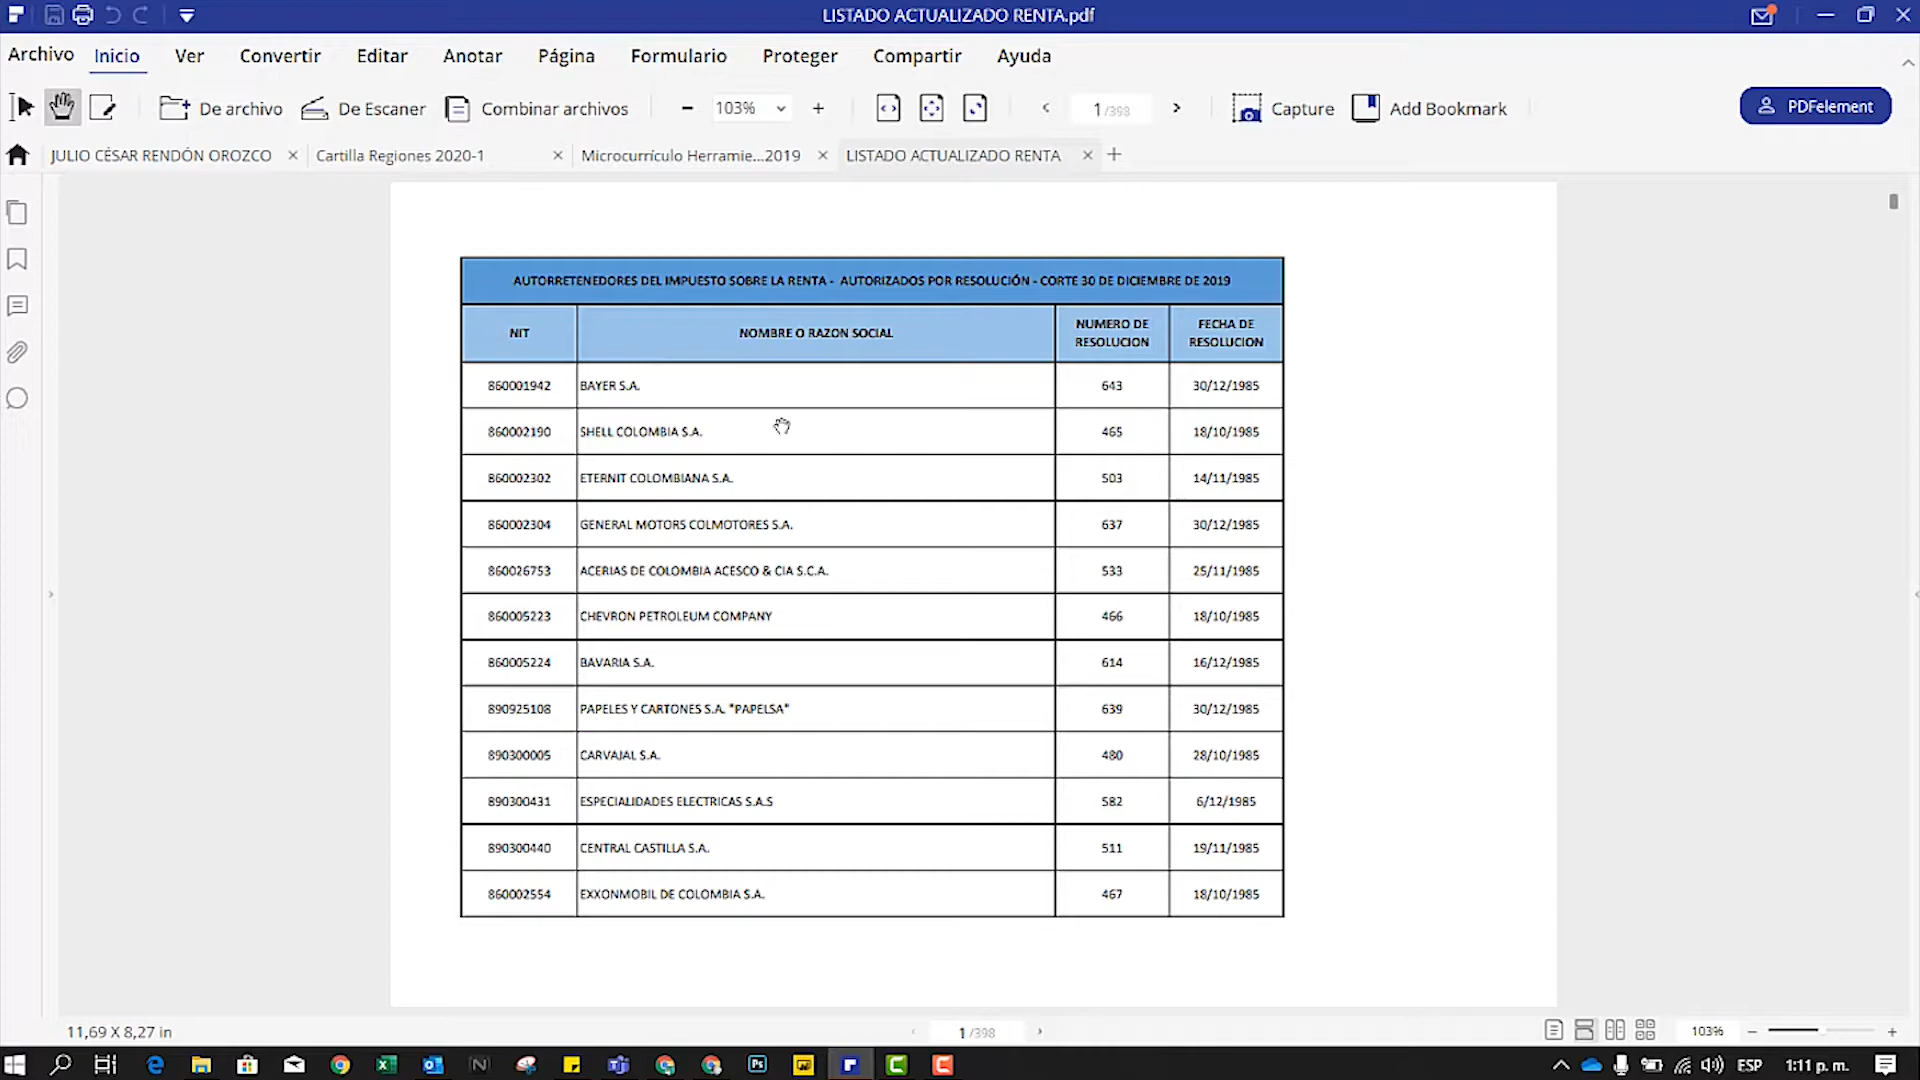 LISTADO ACTUALIZADO RENTA.pdf
Archivo Inicio Ver Convertir Editar Anotar Página Formulario Proteger Compartir Ayuda
De archivo De Escaner Combinar archivos 103% 1/398 Capture Add Bookmark PDFelement
JULIO CÉSAR RENDÓN OROZCO Cartilla Regiones 2020-1 Microcurrículo Herramie...2019 LISTADO ACTUALIZADO RENTA
AUTORRETENEDORES DEL IMPUESTO SOBRE LA RENTA - AUTORIZADOS POR RESOLUCIÓN - CORTE 30 DE DICIEMBRE DE 2019
NIT NOMBRE O RAZON SOCIAL NUMERO DE RESOLUCION FECHA DE RESOLUCION
860001942 BAYER S.A. 643 30/12/1985
860002190 SHELL COLOMBIA S.A. 465 18/10/1985
860002302 ETERNIT COLOMBIANA S.A. 503 14/11/1985
860002304 GENERAL MOTORS COLMOTORES S.A. 637 30/12/1985
860026753 ACERIAS DE COLOMBIA ACESCO & CIA S.C.A. 533 25/11/1985
860005223 CHEVRON PETROLEUM COMPANY 466 18/10/1985
860005224 BAVARIA S.A. 614 16/12/1985
890925108 PAPELES Y CARTONES S.A. "PAPELSA" 639 30/12/1985
890300005 CARVAJAL S.A. 480 28/10/1985
890300431 ESPECIALIDADES ELECTRICAS S.A.S 582 6/12/1985
890300440 CENTRAL CASTILLA S.A. 511 19/11/1985
860002554 EXXONMOBIL DE COLOMBIA S.A. 467 18/10/1985
11,69 X 8,27 in 1/398 103%
ESP 1:11 p. m.